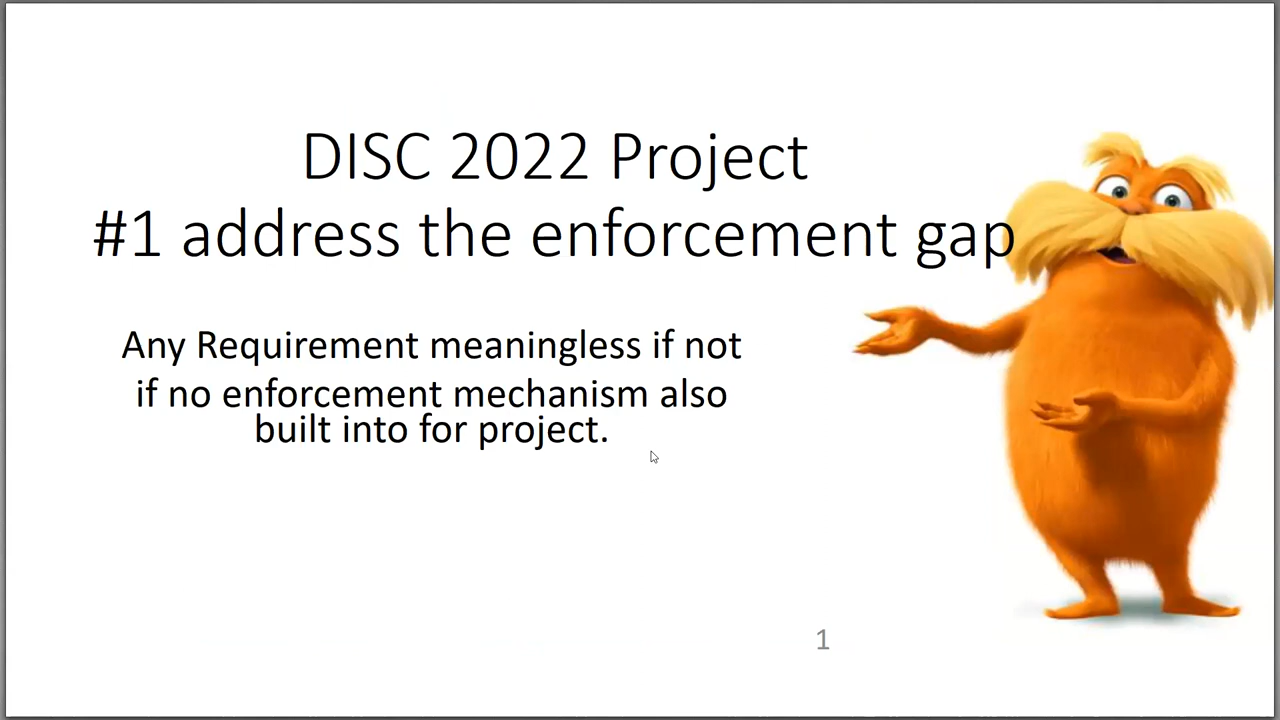 DISC 2022 Project
#1 address the enforcement gap
Any Requirement meaningless if not
if no enforcement mechanism also
built into for project.
1